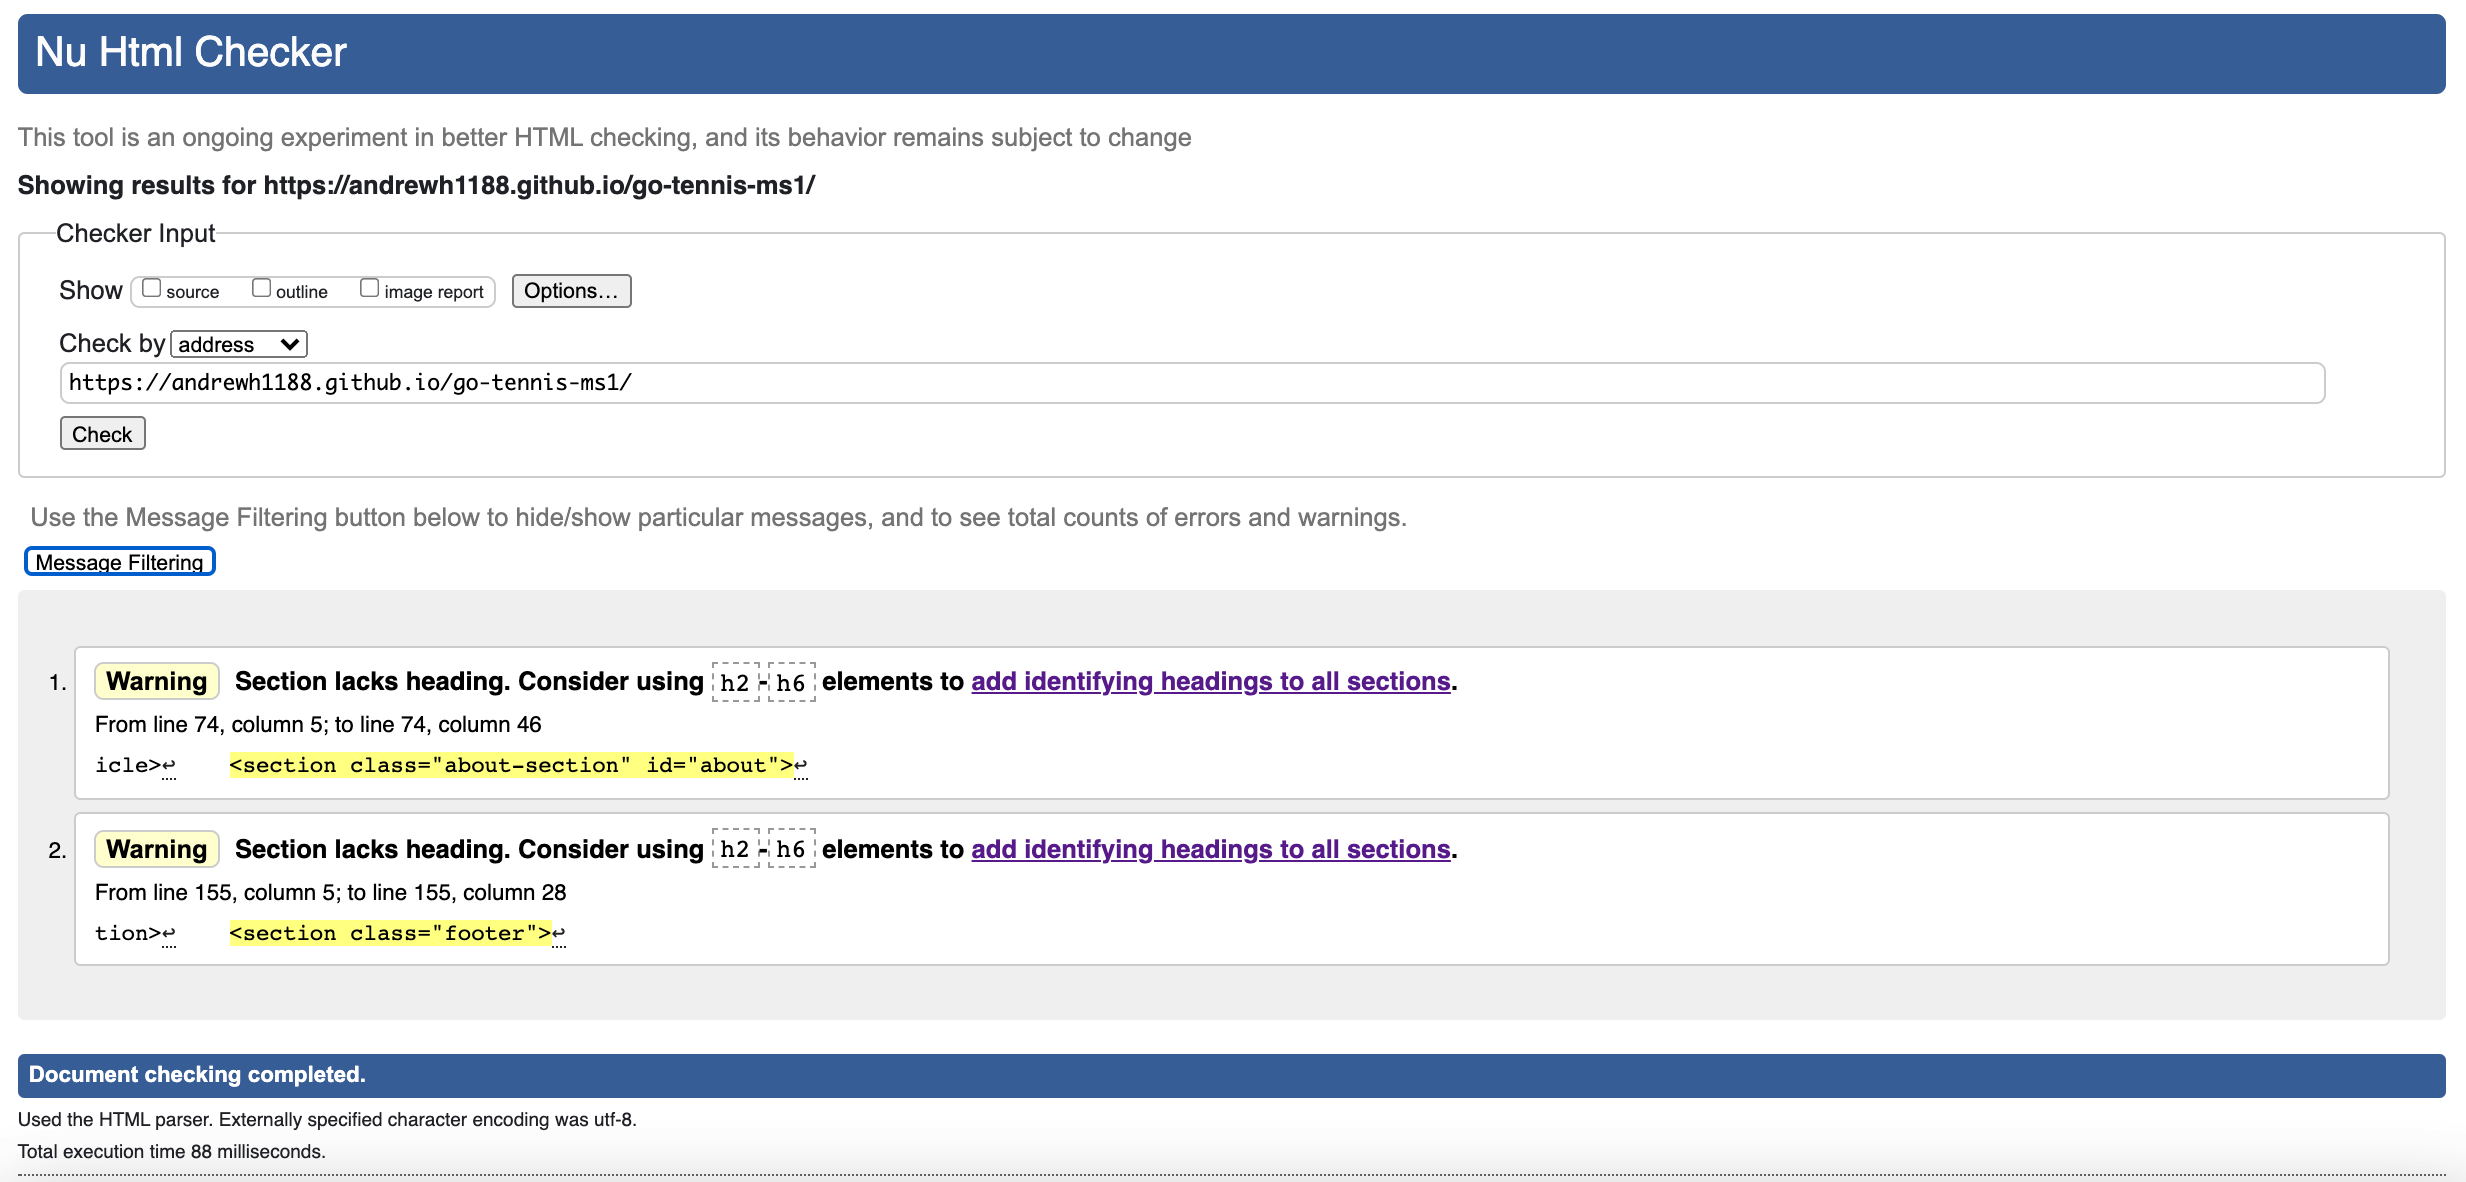 Nu Html Checker
This tool is an ongoing experiment in better HTML checking, and its behavior remains subject to change
Showing results for https://andrewh1188.github.io/go-tennis-ms1/
Checker Input
Show source outline image report Options...
Check by address
https://andrewh1188.github.io/go-tennis-ms1/
Check
Use the Message Filtering button below to hide/show particular messages, and to see total counts of errors and warnings.
Message Filtering
1. Warning Section lacks heading. Consider using h2-h6 elements to add identifying headings to all sections.
From line 74, column 5; to line 74, column 46
icle>↩ <section class="about-section" id="about">↩
2. Warning Section lacks heading. Consider using h2-h6 elements to add identifying headings to all sections.
From line 155, column 5; to line 155, column 28
tion>↩ <section class="footer">↩
Document checking completed.
Used the HTML parser. Externally specified character encoding was utf-8.
Total execution time 88 milliseconds.